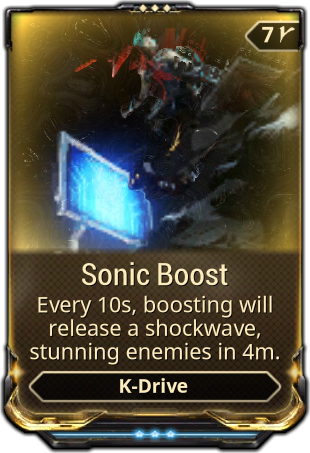 7
Sonic Boost
Every 10s, boosting will
release a shockwave,
stunning enemies in 4m.
K-Drive